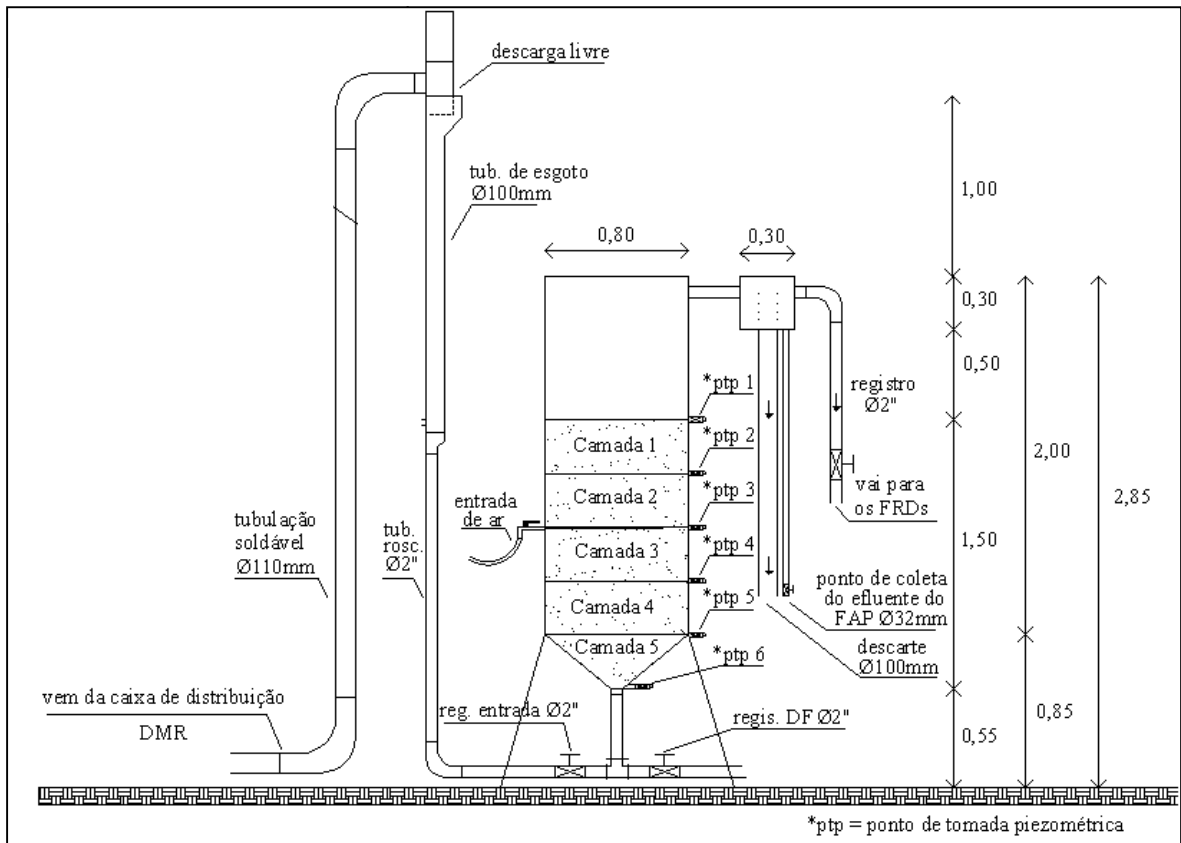 descarga livre
tub. de esgoto
Ø100mm
1,00
0,80
0,30
0,30
0,50
*ptp 1
registro
Ø2"
*ptp 2
Camada 1
2,00
*ptp 3
Camada 2
2,85
entrada
de ar
vai para
os FRDs
tubulação
soldável
Ø110mm
tub.
rosc.
Ø2"
*ptp 4
Camada 3
1,50
ponto de coleta
do efluente do
FAP Ø32mm
*ptp 5
Camada 4
descarte
Ø100mm
Camada 5
*ptp 6
vem da caixa de distribuição
DMR
reg. entrada Ø2"
regis. DF Ø2"
0,85
0,55
*ptp = ponto de tomada piezométrica